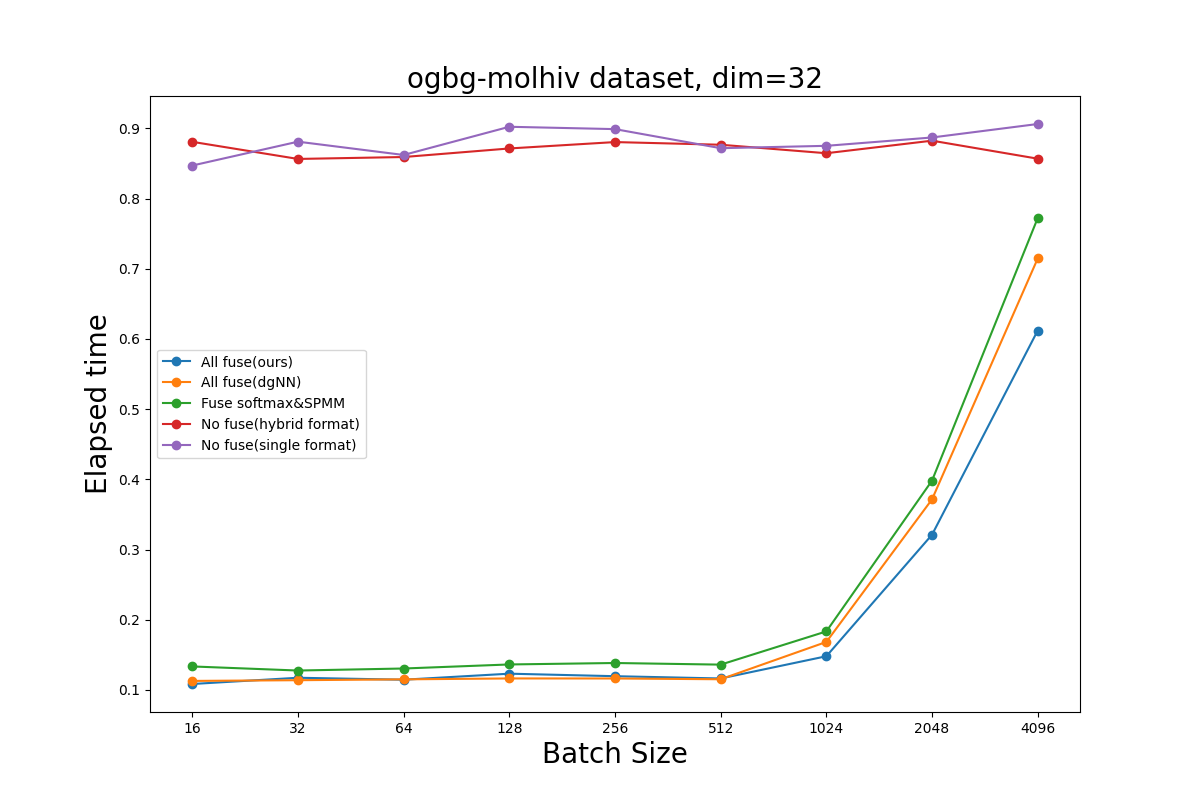 ogbg-molhiv dataset, dim=32
Elapsed time
0.9
0.8
0.7
0.6
0.5
0.4
0.3
0.2
0.1
All fuse(ours)
All fuse(dgNN)
Fuse softmax&SPMM
No fuse(hybrid format)
No fuse(single format)
16 32 64 128 256 512 1024 2048 4096
Batch Size